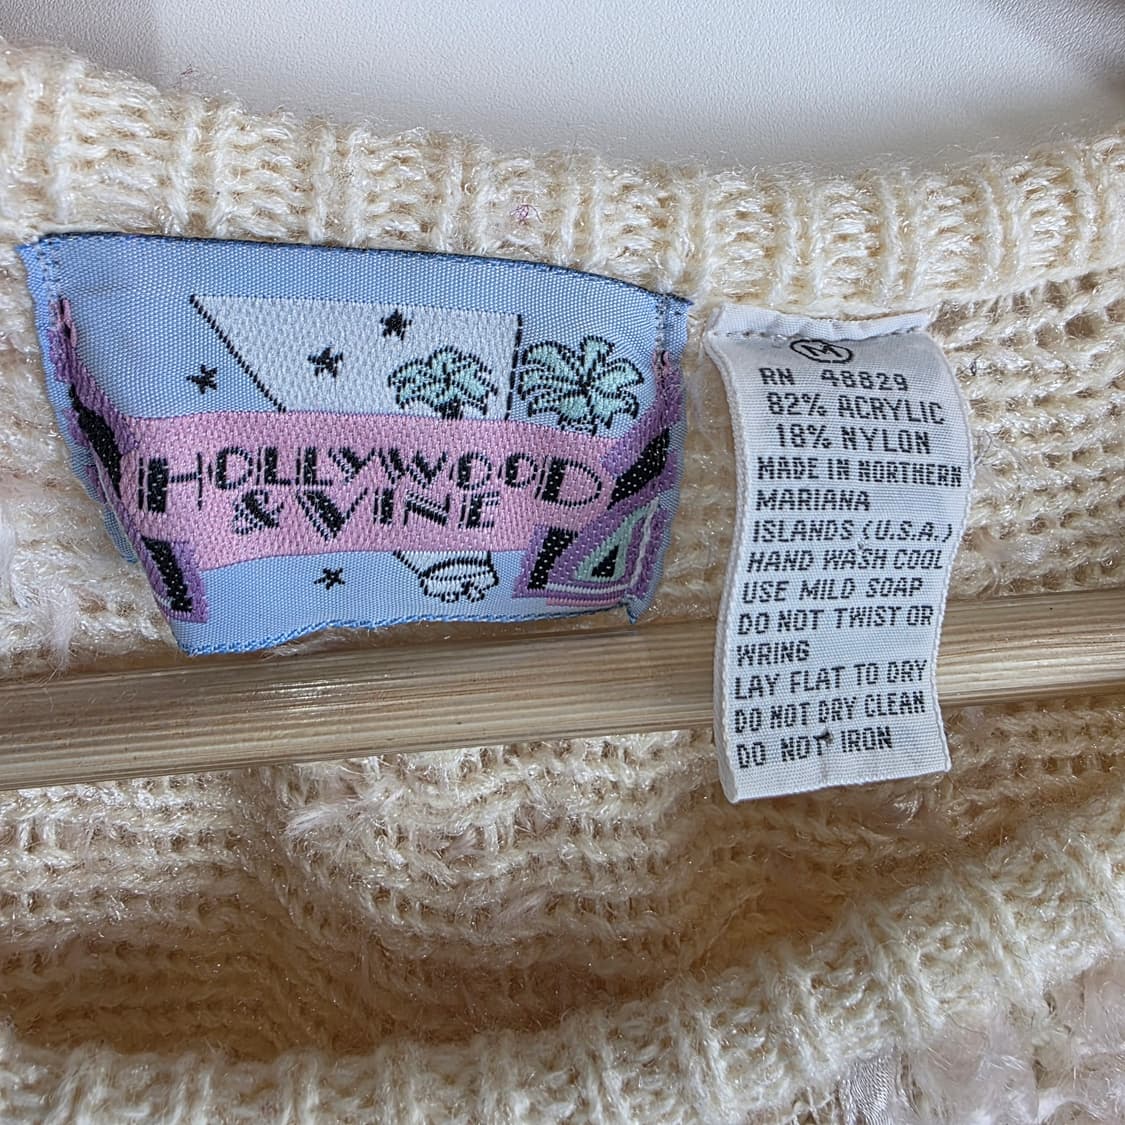 HOLLYWOOD
& VINE
M
RN 48829
82% ACRYLIC
18% NYLON
MADE IN NORTHERN
MARIANA
ISLANDS (U.S.A.)
HAND WASH COOL
USE MILD SOAP
DO NOT TWIST OR
WRING
LAY FLAT TO DRY
DO NOT DRY CLEAN
DO NOT IRON